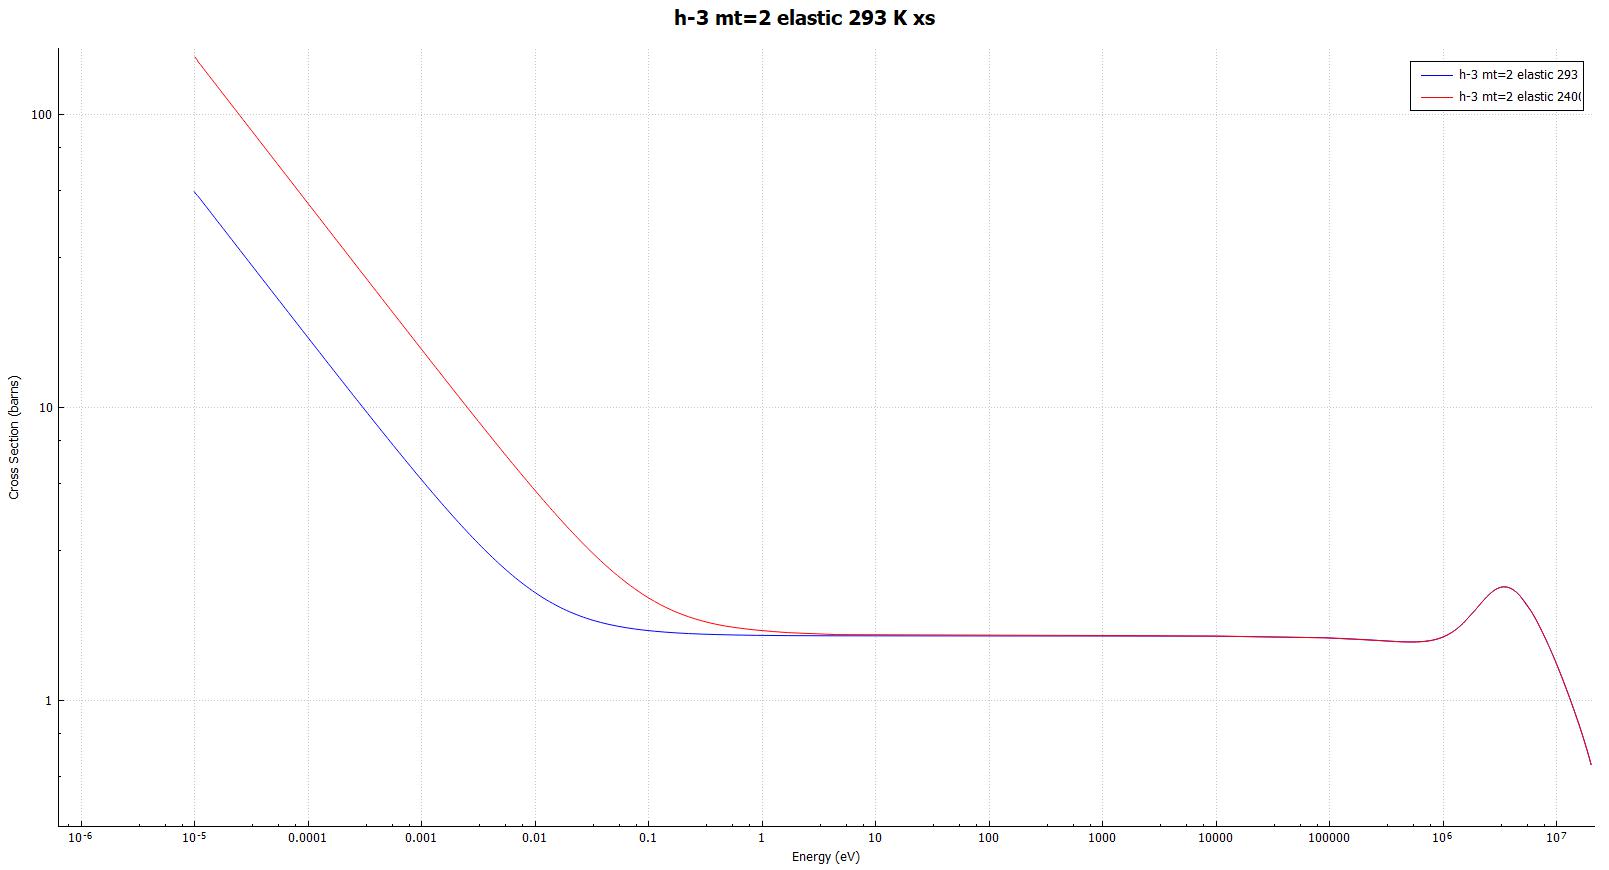 h-3 mt=2 elastic 293 K xs
h-3 mt=2 elastic 293
h-3 mt=2 elastic 2400
100
10
1
Cross Section (barns)
10-6 10-5 0.0001 0.001 0.01 0.1 1 10 100 1000 10000 100000 106 107
Energy (eV)